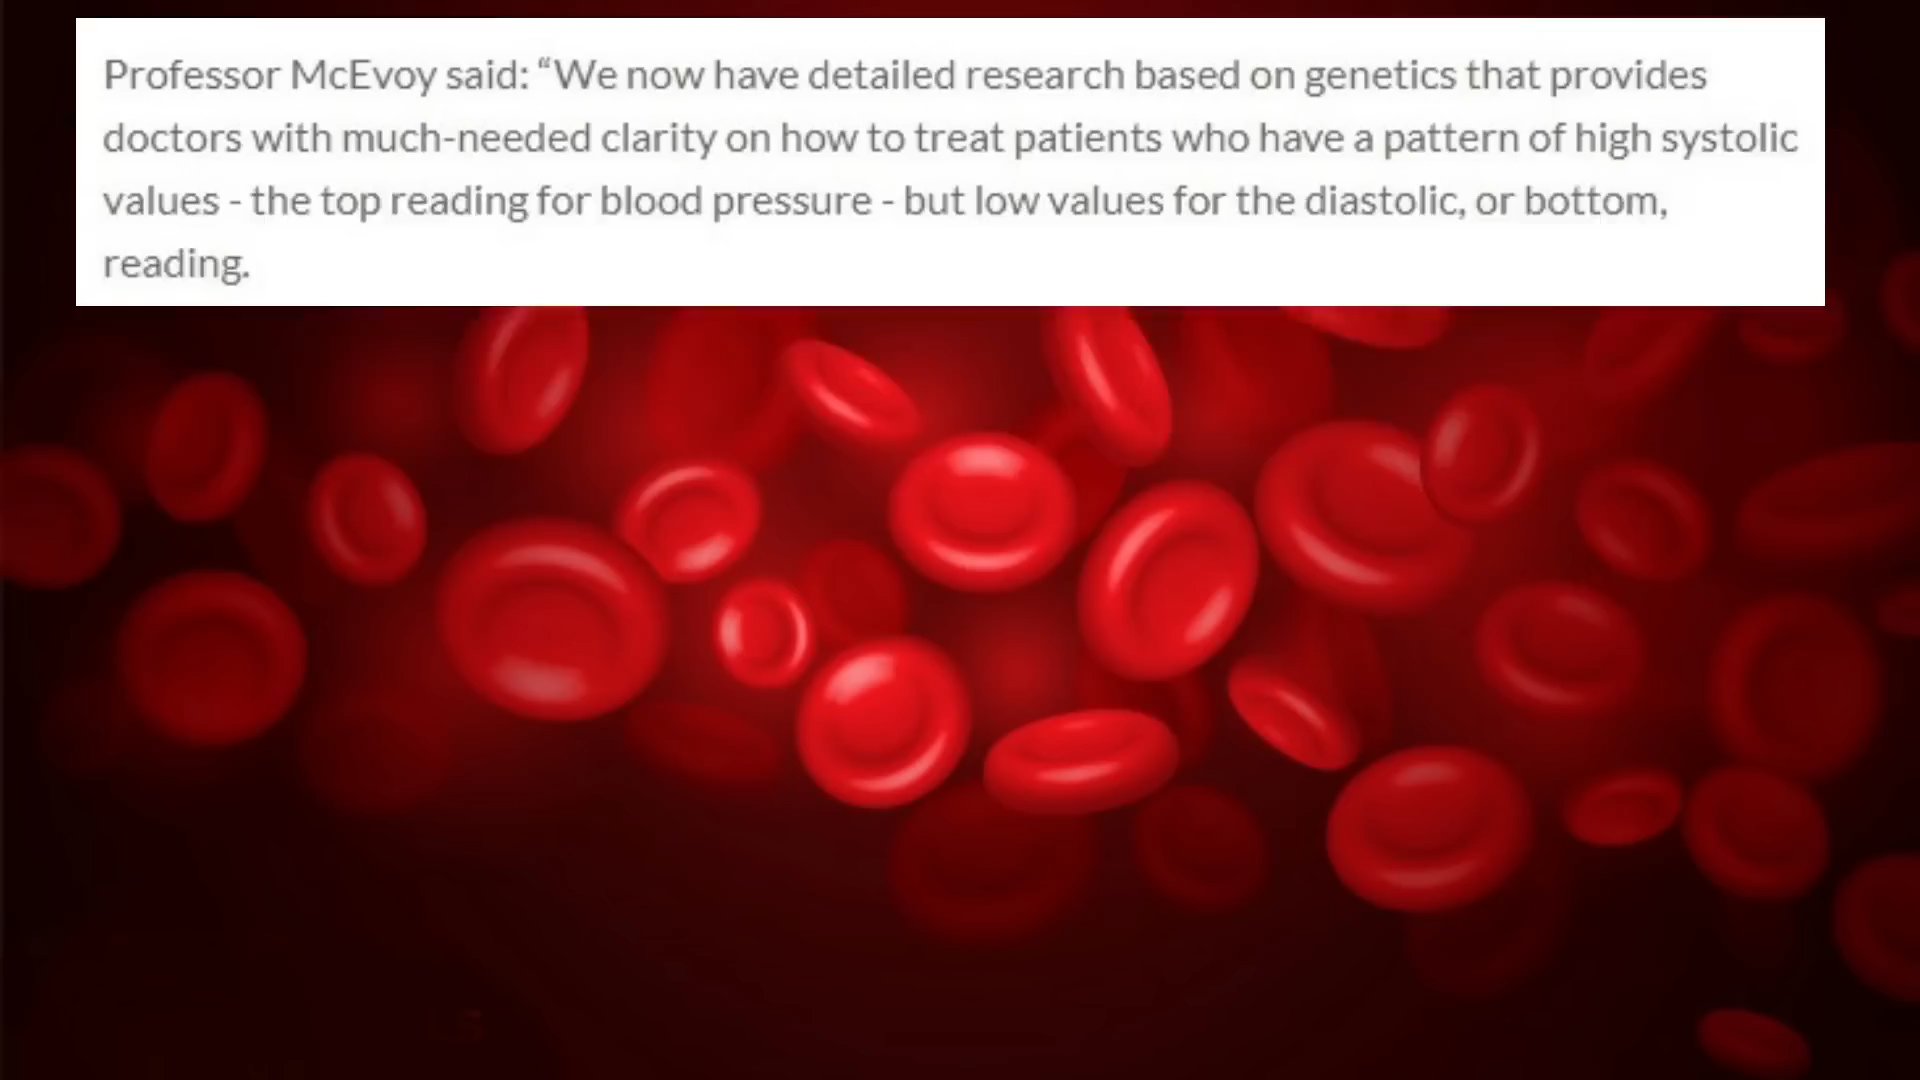 Professor McEvoy said: “We now have detailed research based on genetics that provides
doctors with much-needed clarity on how to treat patients who have a pattern of high systolic
values - the top reading for blood pressure - but low values for the diastolic, or bottom,
reading.